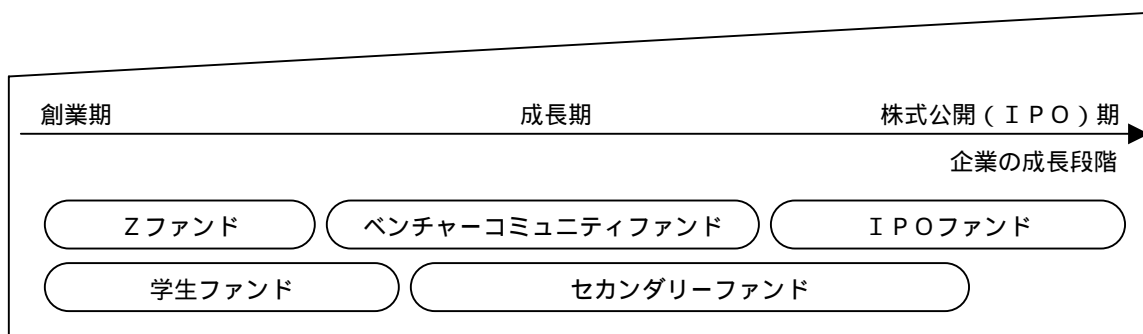 創業期 成長期 株式公開（ＩＰＯ）期
企業の成長段階
Ｚファンド ベンチャーコミュニティファンド ＩＰＯファンド
学生ファンド セカンダリーファンド